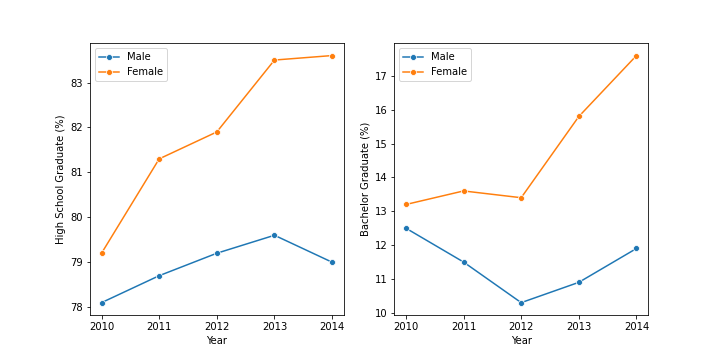 Male
Female
High School Graduate (%)
83
82
81
80
79
78
2010 2011 2012 2013 2014
Year
Male
Female
Bachelor Graduate (%)
17
16
15
14
13
12
11
10
2010 2011 2012 2013 2014
Year